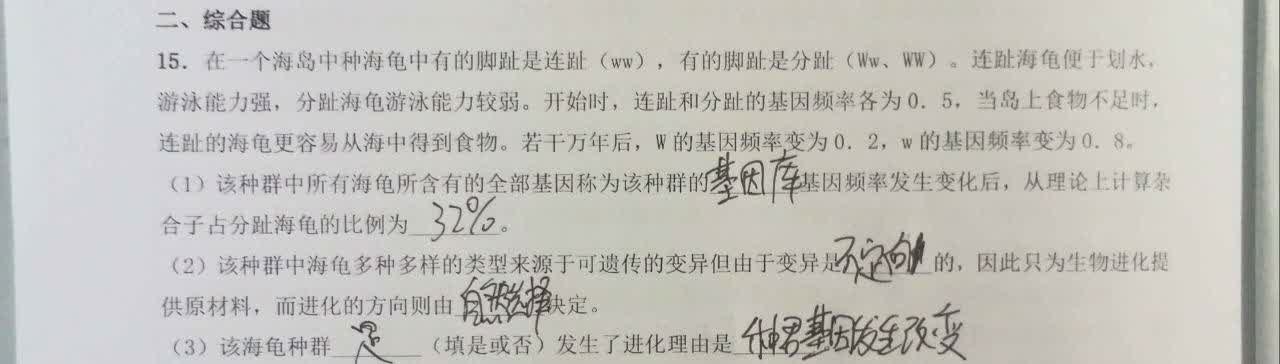 二、综合题
15．在一个海岛中种海龟中有的脚趾是连趾（ww），有的脚趾是分趾（Ww、WW）。连趾海龟便于划水，
游泳能力强，分趾海龟游泳能力较弱。开始时，连趾和分趾的基因频率各为0．5，当岛上食物不足时，
连趾的海龟更容易从海中得到食物。若干万年后，W的基因频率变为0．2，w的基因频率变为0．8。
（1）该种群中所有海龟所含有的全部基因称为该种群的基因库基因频率发生变化后，从理论上计算杂
合子占分趾海龟的比例为32%。
（2）该种群中海龟多种多样的类型来源于可遗传的变异但由于变异是不定向的，因此只为生物进化提
供原材料，而进化的方向则由自然选择决定。
（3）该海龟种群是（填是或否）发生了进化理由是种群基因发生改变